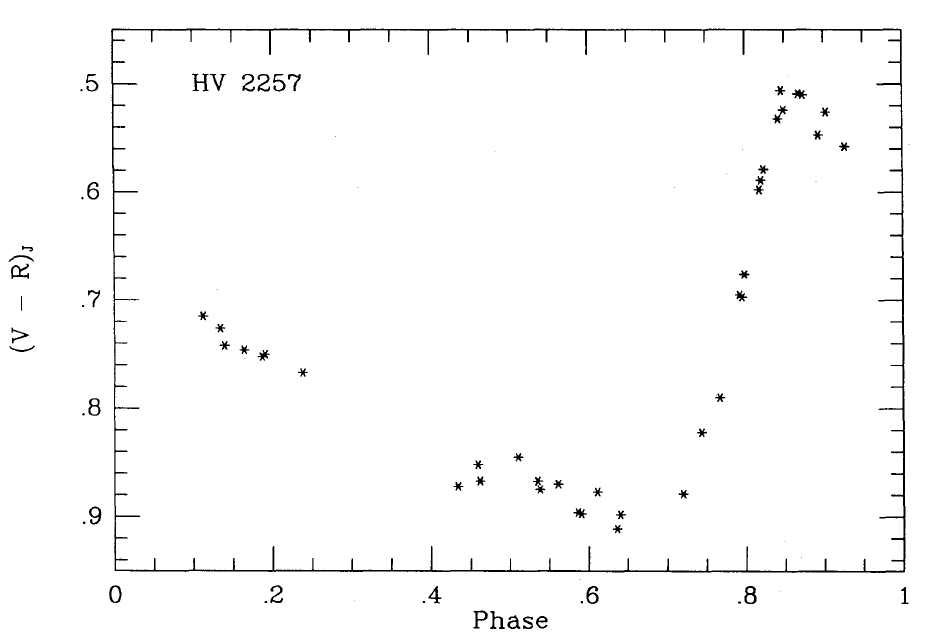 HV 2257
.5
.6
.7
.8
.9
(V – R)J
0 .2 .4 .6 .8 1
Phase